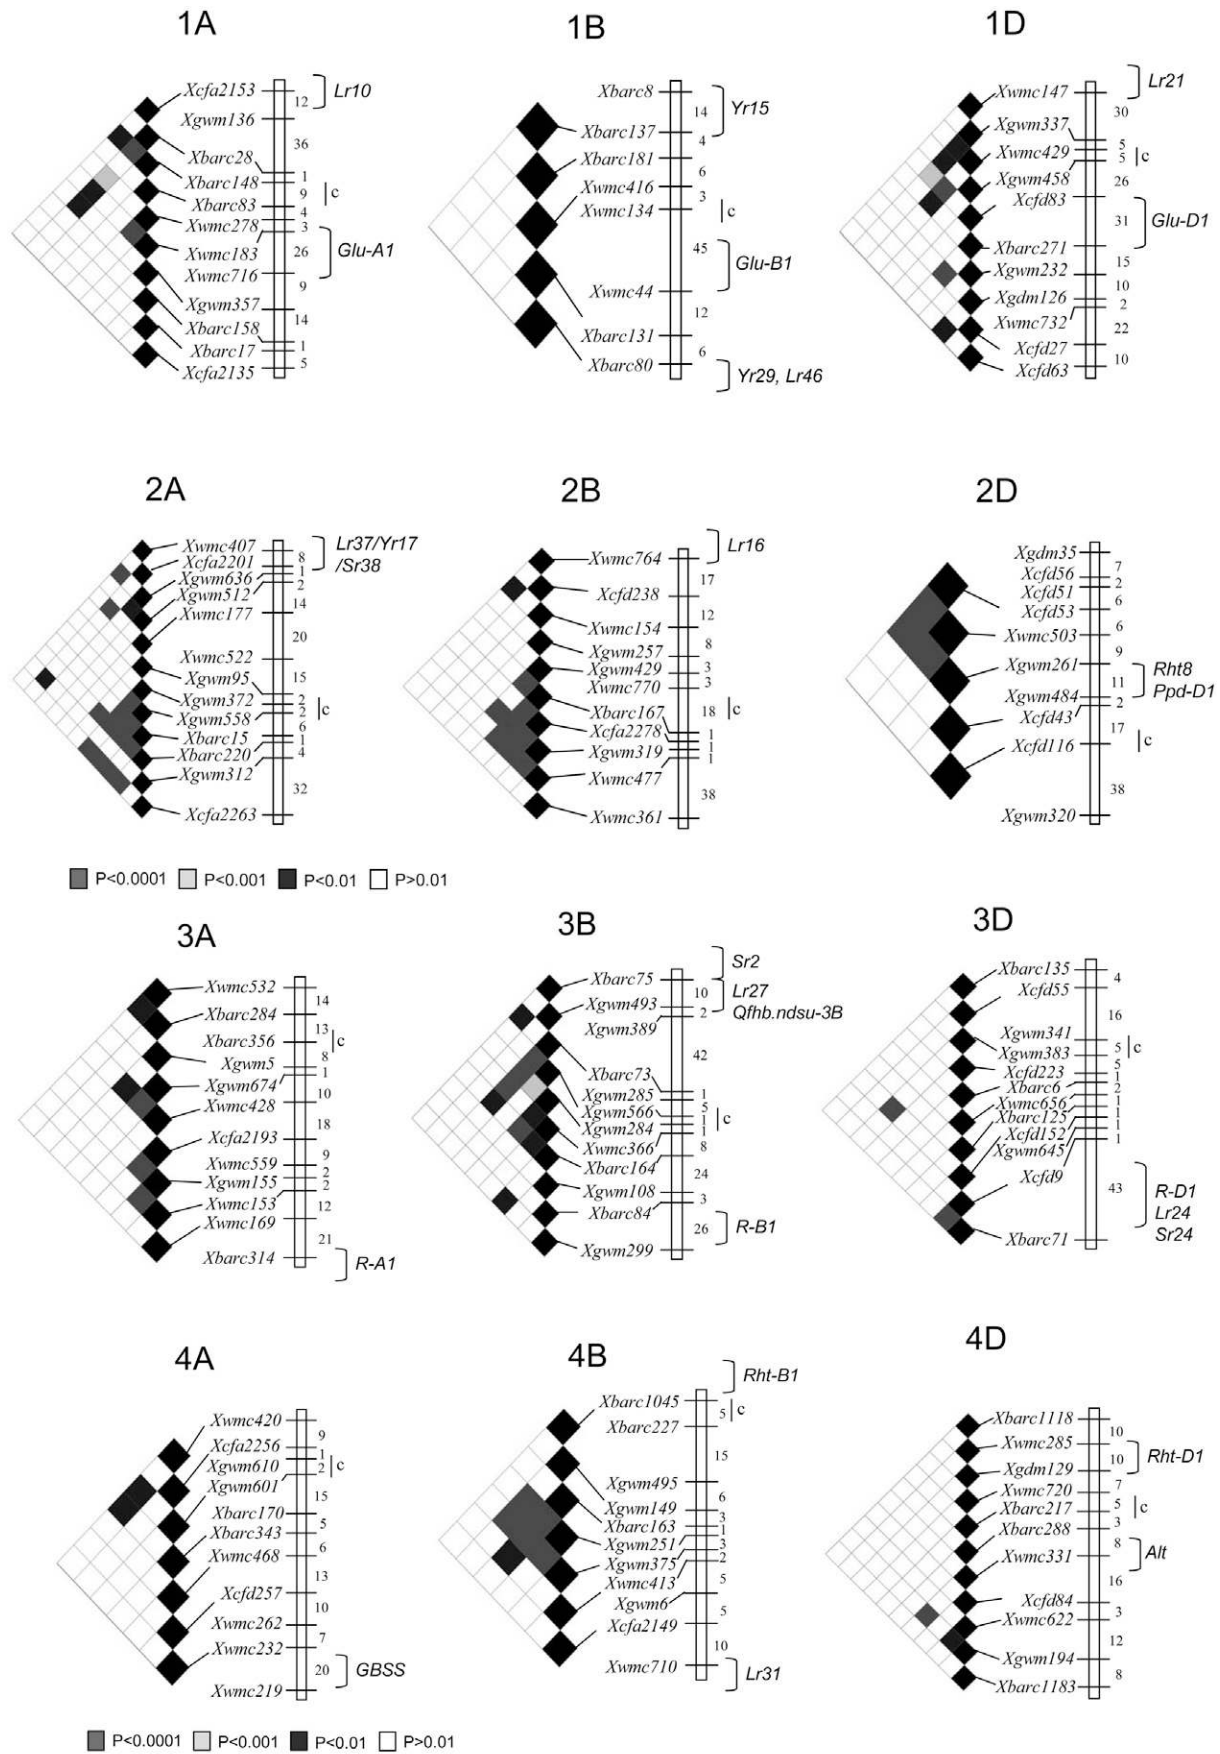 1A
Xcfa2153
12
Lr10
Xgwm136
36
Xbarc28
1
Xbarc148
9
c
Xbarc83
4
Xwmc278
3
Xwmc183
26
Glu-A1
Xwmc716
9
Xgwm357
14
Xbarc158
1
Xbarc17
5
Xcfa2135
1B
Xbarc8
14
Yr15
Xbarc137
4
Xbarc181
6
Xwmc416
3
Xwmc134
c
45
Glu-B1
Xwmc44
12
Xbarc131
6
Xbarc80
Yr29, Lr46
1D
Xwmc147
Lr21
30
Xgwm337
5
Xwmc429
5
c
Xgwm458
26
Xcfd83
31
Glu-D1
Xbarc271
15
Xgwm232
10
Xgdm126
2
Xwmc732
22
Xcfd27
10
Xcfd63
2A
Xwmc407
Lr37/Yr17
8
/Sr38
Xcfa2201
1
Xgwm636
2
Xgwm512
14
Xwmc177
20
Xwmc522
15
Xgwm95
2
Xgwm372
2
c
Xgwm558
6
Xbarc15
1
Xbarc220
4
Xgwm312
32
Xcfa2263
2B
Xwmc764
Lr16
17
Xcfd238
12
Xwmc154
8
Xgwm257
3
Xgwm429
3
Xwmc770
18
c
Xbarc167
1
Xcfa2278
1
Xgwm319
1
Xwmc477
38
Xwmc361
2D
Xgdm35
7
Xcfd56
2
Xcfd51
6
Xcfd53
6
Xwmc503
9
Xgwm261
11
Rht8
Ppd-D1
Xgwm484
2
Xcfd43
17
c
Xcfd116
38
Xgwm320
P<0.0001 P<0.001 P<0.01 P>0.01
3A
Xwmc532
14
Xbarc284
13
c
Xbarc356
8
Xgwm5
1
Xgwm674
10
Xwmc428
18
Xcfa2193
9
Xwmc559
2
Xgwm155
2
Xwmc153
12
Xwmc169
21
Xbarc314
R-A1
3B
Sr2
Xbarc75
10
Lr27
Xgwm493
2
Qfhb.ndsu-3B
Xgwm389
42
Xbarc73
1
Xgwm285
5
Xgwm566
1
c
Xgwm284
1
Xwmc366
8
Xbarc164
24
Xgwm108
3
Xbarc84
26
R-B1
Xgwm299
3D
Xbarc135
4
Xcfd55
16
Xgwm341
5
c
Xgwm383
5
Xcfd223
1
Xbarc6
2
Xwmc656
1
Xbarc125
1
Xcfd152
1
Xgwm645
1
Xcfd9
43
R-D1
Lr24
Sr24
Xbarc71
4A
Xwmc420
9
Xcfa2256
1
Xgwm610
2
c
Xgwm601
15
Xbarc170
5
Xbarc343
6
Xwmc468
13
Xcfd257
10
Xwmc262
7
Xwmc232
20
GBSS
Xwmc219
4B
Rht-B1
Xbarc1045
5
c
Xbarc227
15
Xgwm495
6
Xgwm149
3
Xbarc163
1
Xgwm251
3
Xgwm375
2
Xwmc413
5
Xgwm6
5
Xcfa2149
10
Xwmc710
Lr31
4D
Xbarc1118
10
Xwmc285
10
Rht-D1
Xgdm129
7
Xwmc720
5
c
Xbarc217
3
Xbarc288
8
Alt
Xwmc331
16
Xcfd84
3
Xwmc622
12
Xgwm194
8
Xbarc1183
P<0.0001 P<0.001 P<0.01 P>0.01